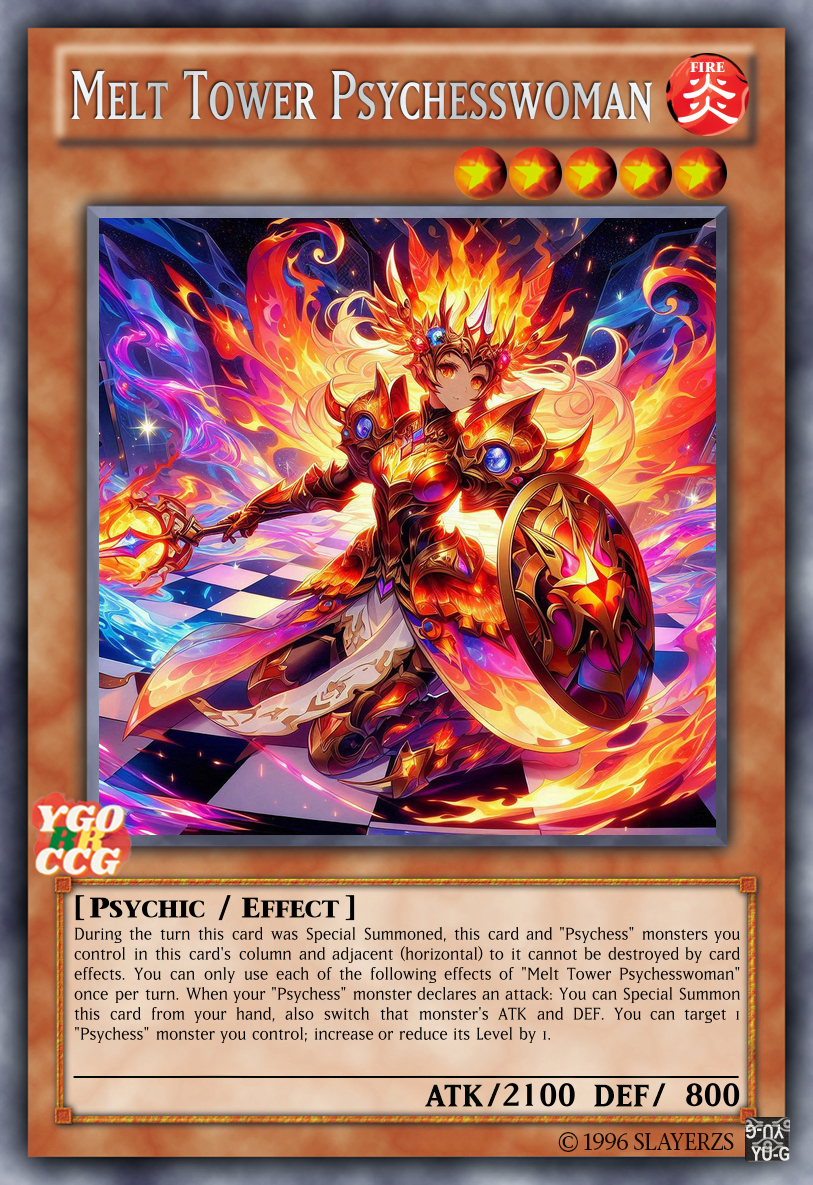 Melt Tower Psychesswoman
FIRE
炎
YGO
RR
CCG
[ Psychic / Effect ]
During the turn this card was Special Summoned, this card and "Psychess" monsters you
control in this card's column and adjacent (horizontal) to it cannot be destroyed by card
effects. You can only use each of the following effects of "Melt Tower Psychesswoman"
once per turn. When your "Psychess" monster declares an attack: You can Special Summon
this card from your hand, also switch that monster's ATK and DEF. You can target 1
"Psychess" monster you control; increase or reduce its Level by 1.
ATK/2100 DEF/ 800
© 1996 SLAYERZS
YU-G
YU-G